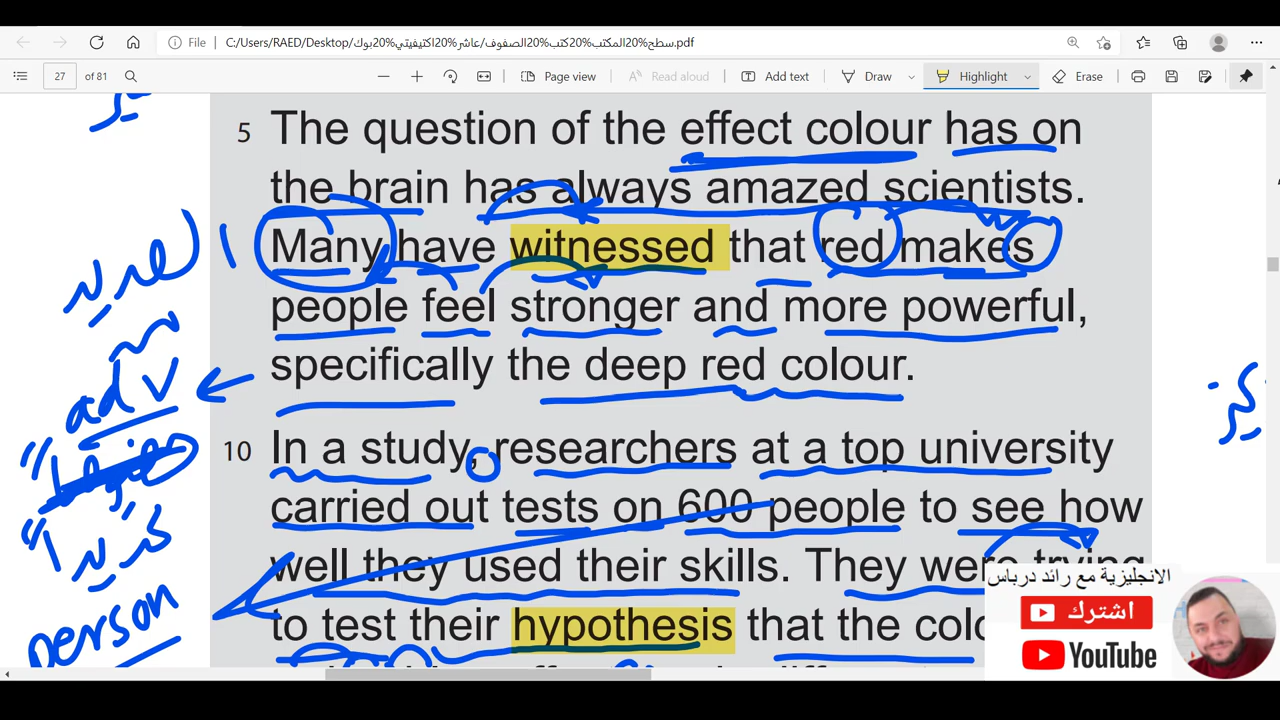 File
C:/Users/RAED/Desktop/سطح%20المكتب%20كتب%20الصفوف/عاشر%20اكتيفيتي%20بوك.pdf
27 of 81
Page view
Read aloud
Add text
Draw
Highlight
Erase
5 The question of the effect colour has on
the brain has always amazed scientists.
Many have witnessed that red makes
people feel stronger and more powerful,
specifically the deep red colour.
10 In a study, researchers at a top university
carried out tests on 600 people to see how
well they used their skills. They were trying
to test their hypothesis that the colo
adv
person
الانجليزية مع رائد درباس
اشترك
YouTube